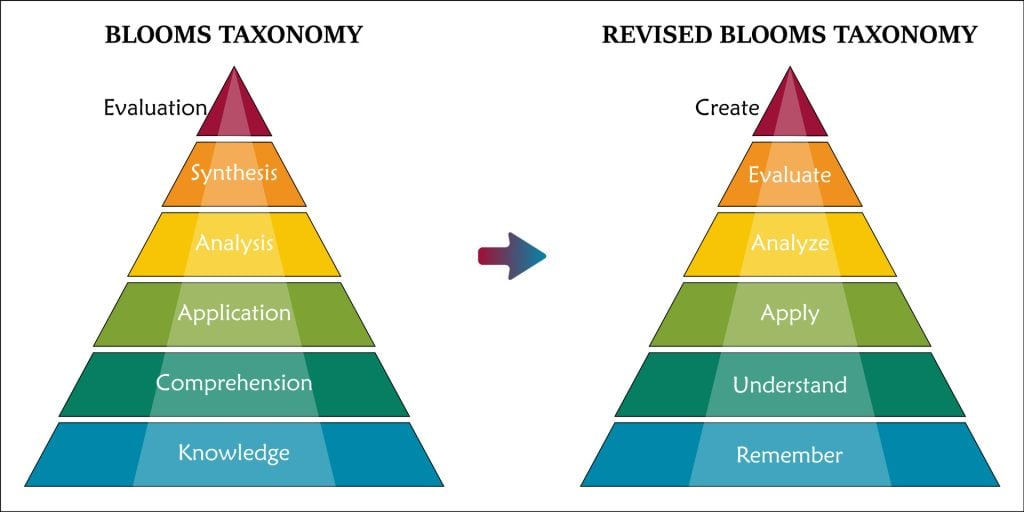 BLOOMS TAXONOMY
Evaluation
Synthesis
Analysis
Application
Comprehension
Knowledge
REVISED BLOOMS TAXONOMY
Create
Evaluate
Analyze
Apply
Understand
Remember